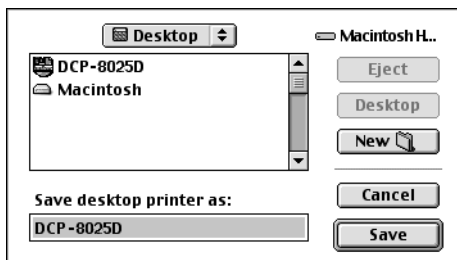 Desktop
Macintosh H...
DCP-8025D
Macintosh
Eject
Desktop
New
Save desktop printer as:
DCP-8025D
Cancel
Save